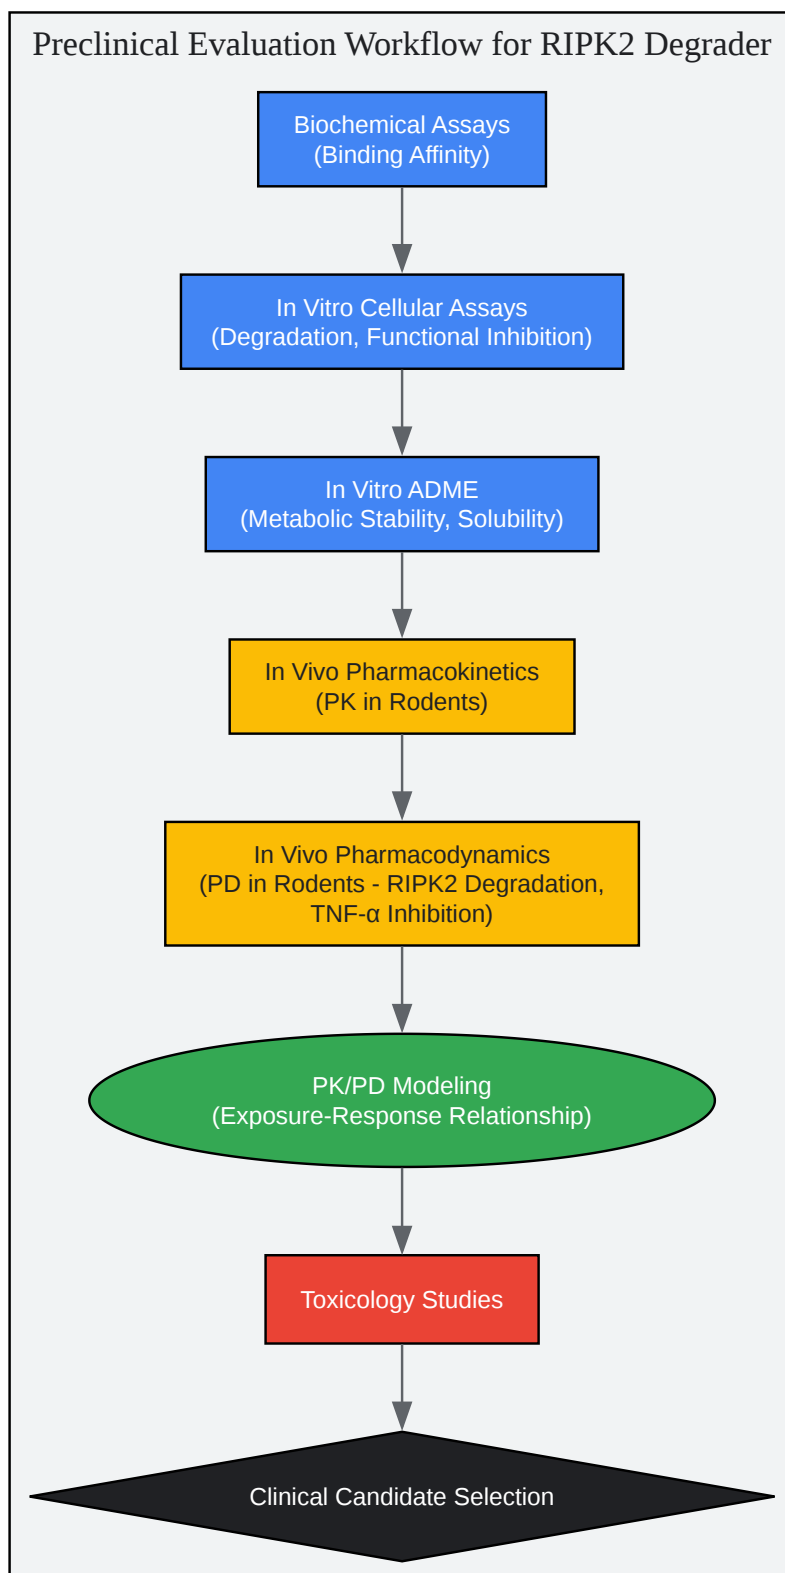 Preclinical Evaluation Workflow for RIPK2 Degrader
Biochemical Assays
(Binding Affinity)
In Vitro Cellular Assays
(Degradation, Functional Inhibition)
In Vitro ADME
(Metabolic Stability, Solubility)
In Vivo Pharmacokinetics
(PK in Rodents)
In Vivo Pharmacodynamics
(PD in Rodents - RIPK2 Degradation,
TNF-α Inhibition)
PK/PD Modeling
(Exposure-Response Relationship)
Toxicology Studies
Clinical Candidate Selection